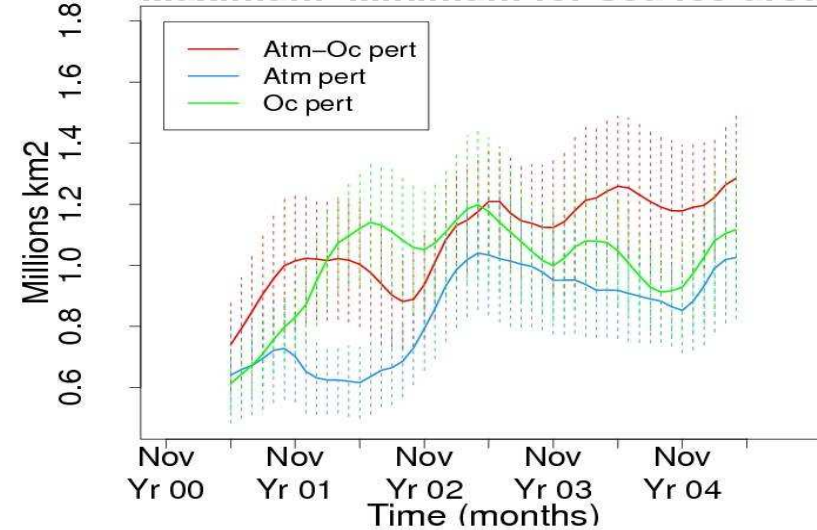 1.8
1.6
1.4
1.2
1.0
0.8
0.6
Millions km2
Atm–Oc pert
Atm pert
Oc pert
Nov Nov Nov Nov Nov
Yr 00 Yr 01 Yr 02 Yr 03 Yr 04
Time (months)